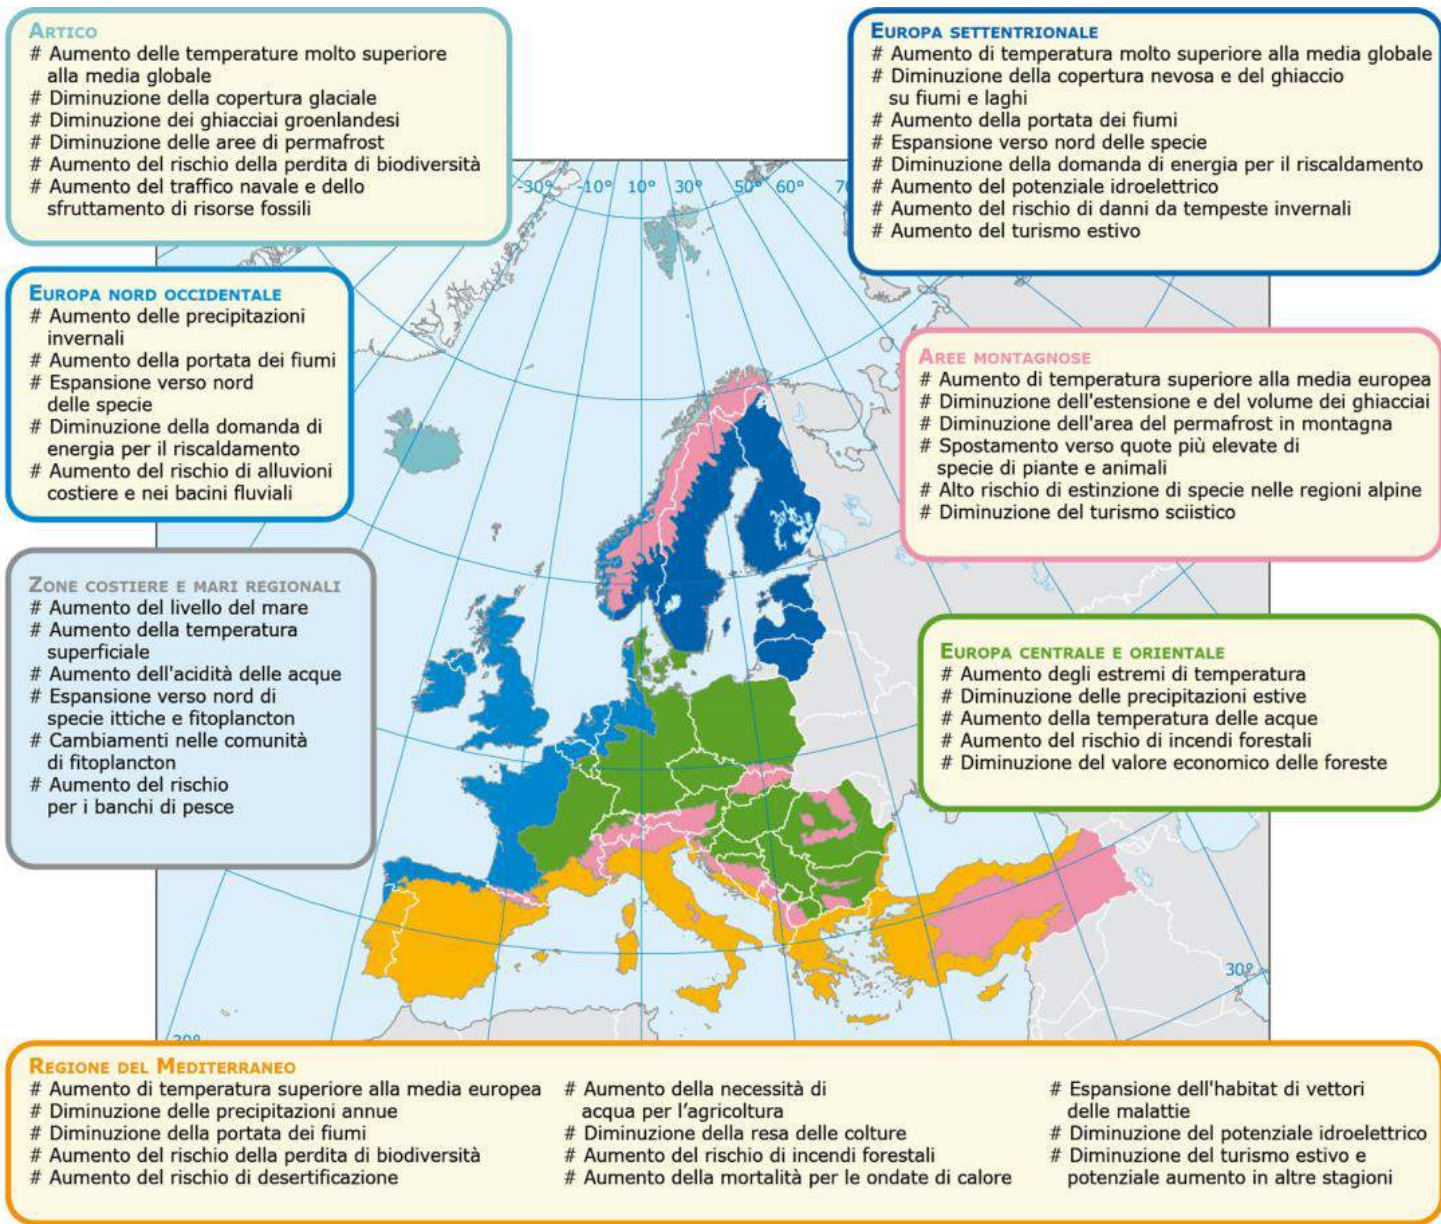 ARTICO
# Aumento delle temperature molto superiore
alla media globale
# Diminuzione della copertura glaciale
# Diminuzione dei ghiacciai groenlandesi
# Diminuzione delle aree di permafrost
# Aumento del rischio della perdita di biodiversità
# Aumento del traffico navale e dello
sfruttamento di risorse fossili
EUROPA SETTENTRIONALE
# Aumento di temperatura molto superiore alla media globale
# Diminuzione della copertura nevosa e del ghiaccio
su fiumi e laghi
# Aumento della portata dei fiumi
# Espansione verso nord delle specie
# Diminuzione della domanda di energia per il riscaldamento
# Aumento del potenziale idroelettrico
# Aumento del rischio di danni da tempeste invernali
# Aumento del turismo estivo
-30° -10° 10° 30° 50° 60°
EUROPA NORD OCCIDENTALE
# Aumento delle precipitazioni
invernali
# Aumento della portata dei fiumi
# Espansione verso nord
delle specie
# Diminuzione della domanda di
energia per il riscaldamento
# Aumento del rischio di alluvioni
costiere e nei bacini fluviali
AREE MONTAGNOSE
# Aumento di temperatura superiore alla media europea
# Diminuzione dell'estensione e del volume dei ghiacciai
# Diminuzione dell'area del permafrost in montagna
# Spostamento verso quote più elevate di
specie di piante e animali
# Alto rischio di estinzione di specie nelle regioni alpine
# Diminuzione del turismo sciistico
ZONE COSTIERE E MARI REGIONALI
# Aumento del livello del mare
# Aumento della temperatura
superficiale
# Aumento dell'acidità delle acque
# Espansione verso nord di
specie ittiche e fitoplancton
# Cambiamenti nelle comunità
di fitoplancton
# Aumento del rischio
per i banchi di pesce
EUROPA CENTRALE E ORIENTALE
# Aumento degli estremi di temperatura
# Diminuzione delle precipitazioni estive
# Aumento della temperatura delle acque
# Aumento del rischio di incendi forestali
# Diminuzione del valore economico delle foreste
30°
REGIONE DEL MEDITERRANEO
# Aumento di temperatura superiore alla media europea
# Diminuzione delle precipitazioni annue
# Diminuzione della portata dei fiumi
# Aumento del rischio della perdita di biodiversità
# Aumento del rischio di desertificazione
# Aumento della necessità di
acqua per l'agricoltura
# Diminuzione della resa delle colture
# Aumento del rischio di incendi forestali
# Aumento della mortalità per le ondate di calore
# Espansione dell'habitat di vettori
delle malattie
# Diminuzione del potenziale idroelettrico
# Diminuzione del turismo estivo e
potenziale aumento in altre stagioni